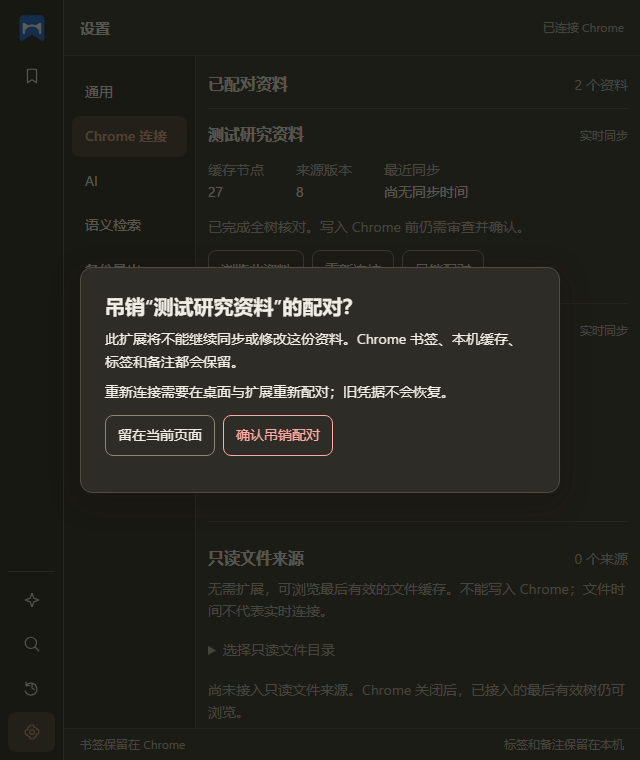 设置
已连接 Chrome
通用
Chrome 连接
AI
语义检索
已配对资料
2 个资料
测试研究资料
实时同步
缓存节点
来源版本
最近同步
27
8
尚无同步时间
已完成全树核对。写入 Chrome 前仍需审查并确认。
吊销“测试研究资料”的配对？
此扩展将不能继续同步或修改这份资料。Chrome 书签、本机缓存、
标签和备注都会保留。
重新连接需要在桌面与扩展重新配对；旧凭据不会恢复。
留在当前页面
确认吊销配对
实时同步
只读文件来源
0 个来源
无需扩展，可浏览最后有效的文件缓存。不能写入 Chrome；文件时
间不代表实时连接。
选择只读文件目录
尚未接入只读文件来源。Chrome 关闭后，已接入的最后有效树仍可
浏览。
书签保留在 Chrome
标签和备注保留在本机